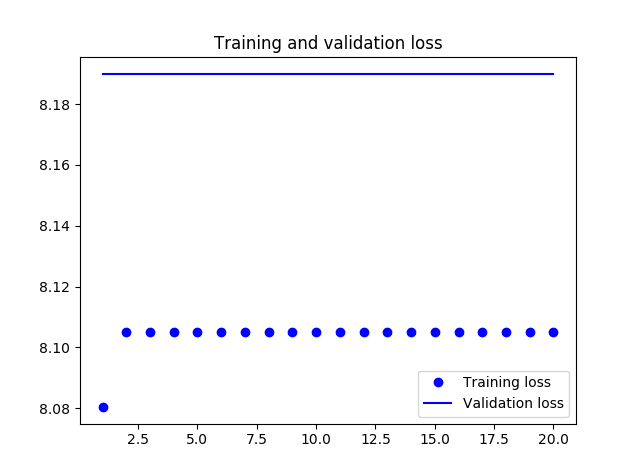 Training and validation loss
8.18
8.16
8.14
8.12
8.10
8.08
Training loss
Validation loss
2.5 5.0 7.5 10.0 12.5 15.0 17.5 20.0